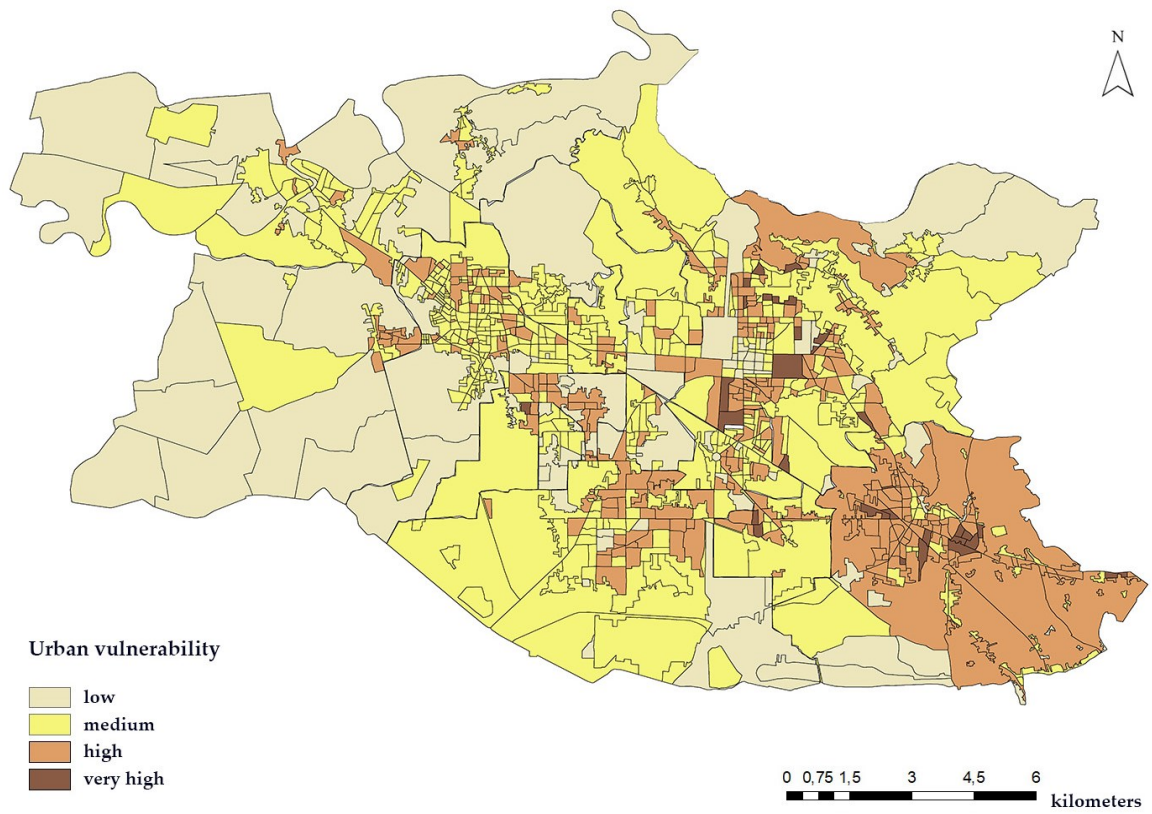 N
Urban vulnerability
low
medium
high
very high
0 0,75 1,5 3 4,5 6
kilometers